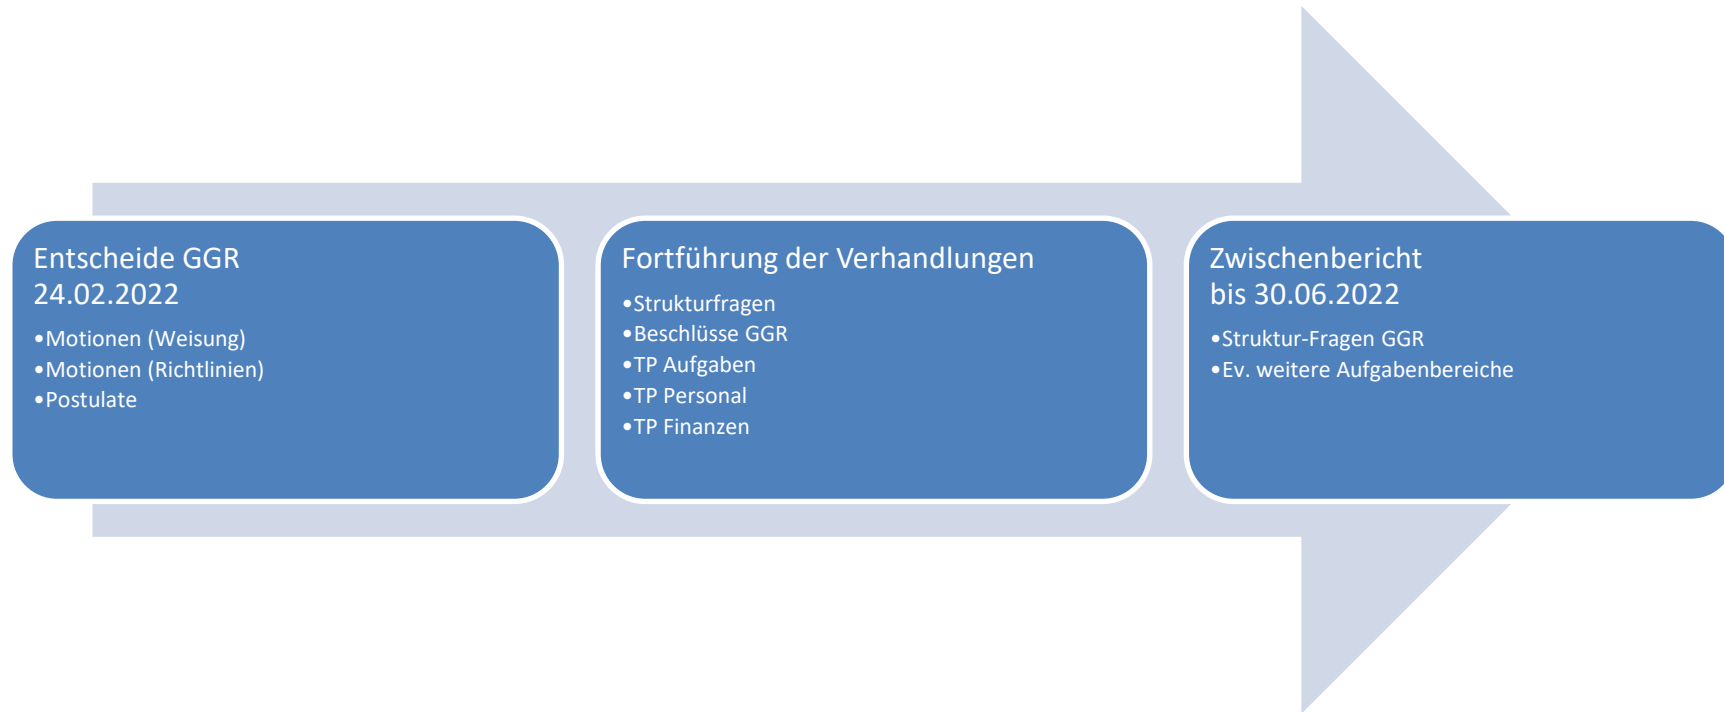 Entscheide GGR
24.02.2022
•Motionen (Weisung)
•Motionen (Richtlinien)
•Postulate
Fortführung der Verhandlungen
•Strukturfragen
•Beschlüsse GGR
•TP Aufgaben
•TP Personal
•TP Finanzen
Zwischenbericht
bis 30.06.2022
•Struktur-Fragen GGR
•Ev. weitere Aufgabenbereiche